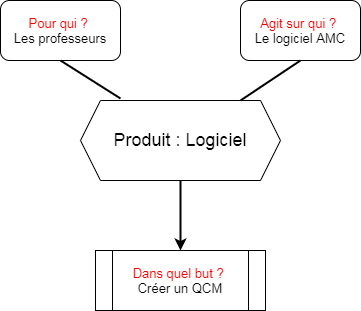 Pour qui ?
Les professeurs
Agit sur qui ?
Le logiciel AMC
Produit : Logiciel
Dans quel but ?
Créer un QCM